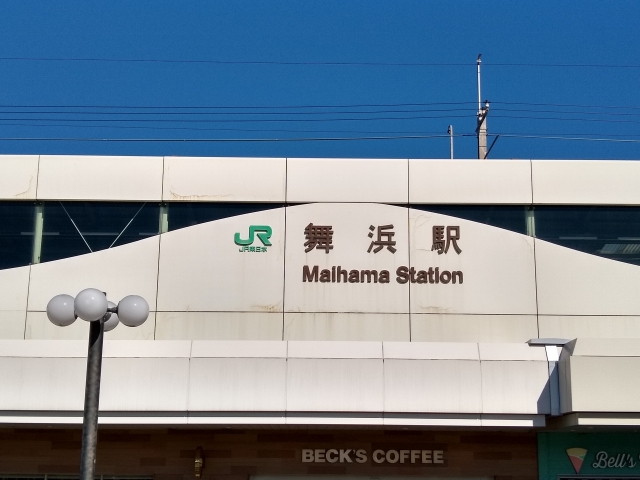 JR
JR東日本
舞浜駅
Maihama Station
BECK'S COFFEE
Bell's